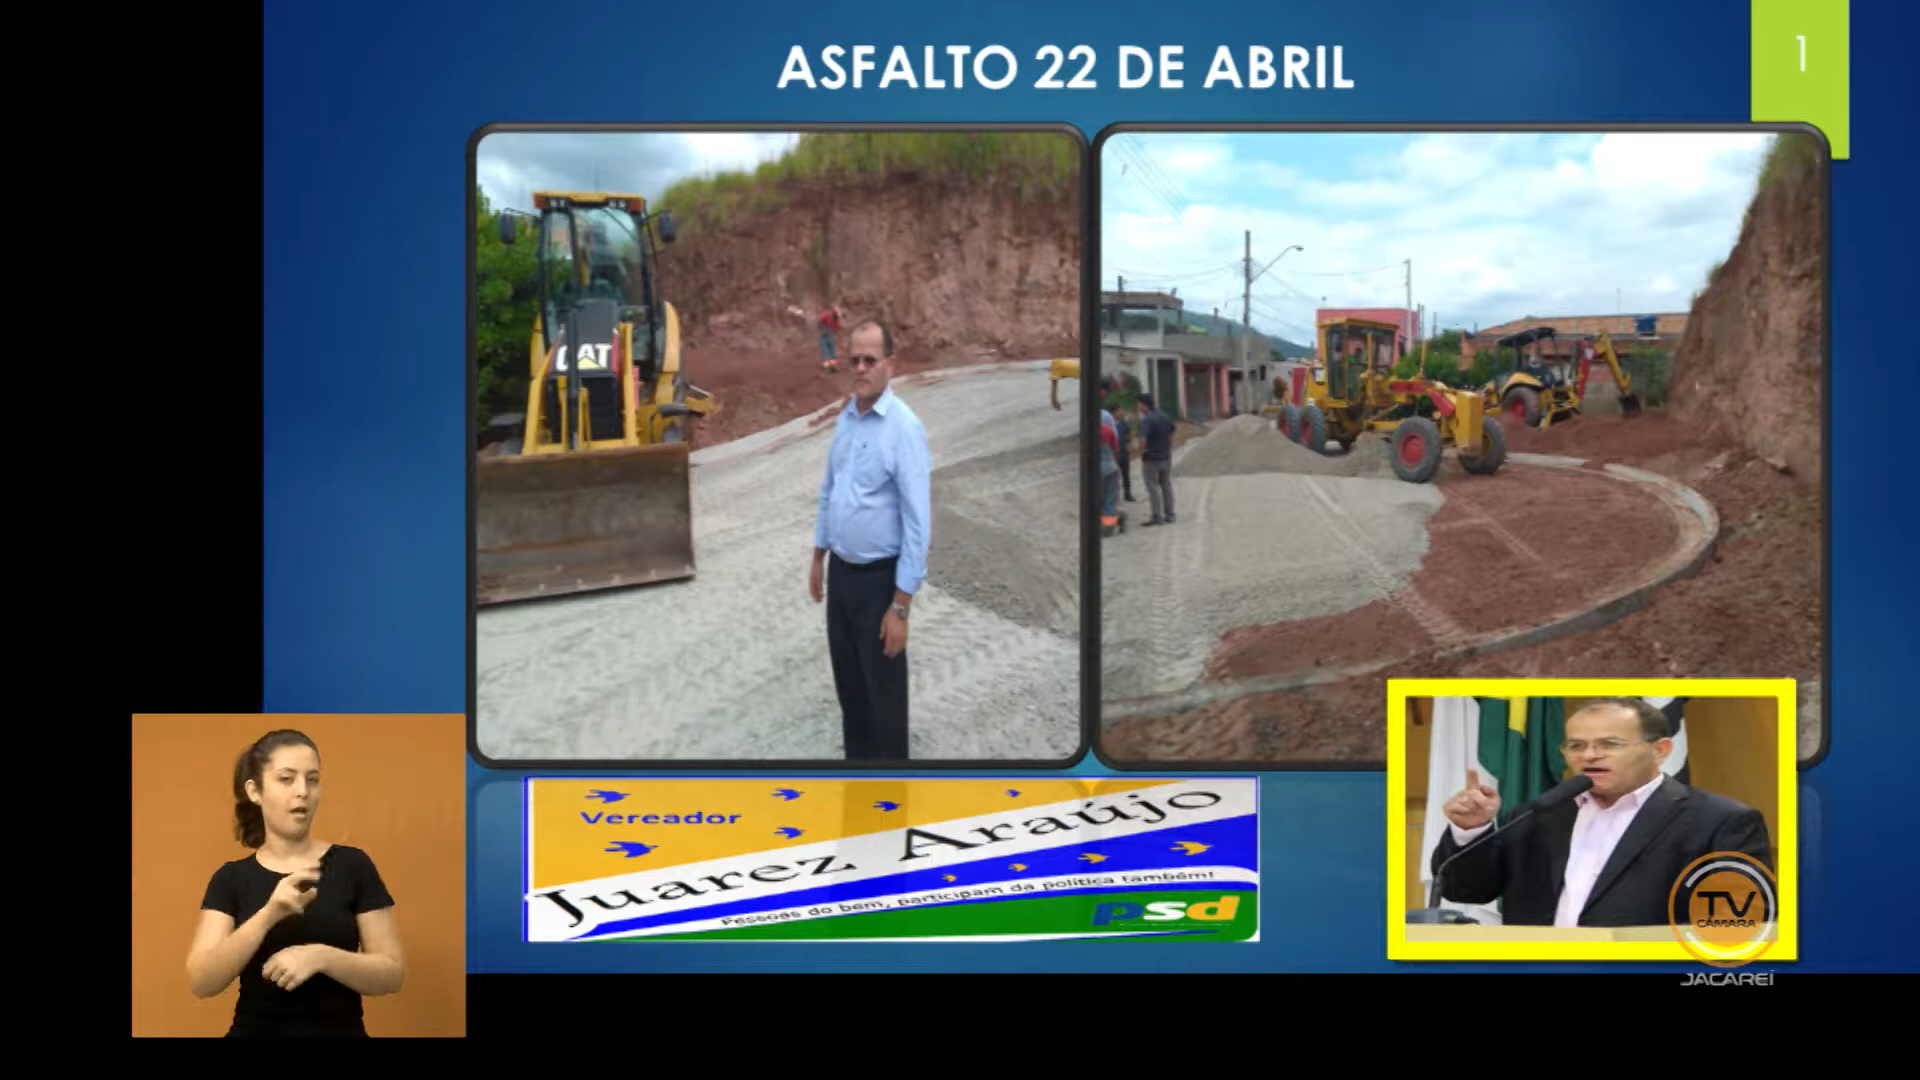 ASFALTO 22 DE ABRIL
1
CAT
Vereador
Juarez Araújo
Pessoas do bem, participam da política também!
psd
TV
CÂMARA
JACAREÍ